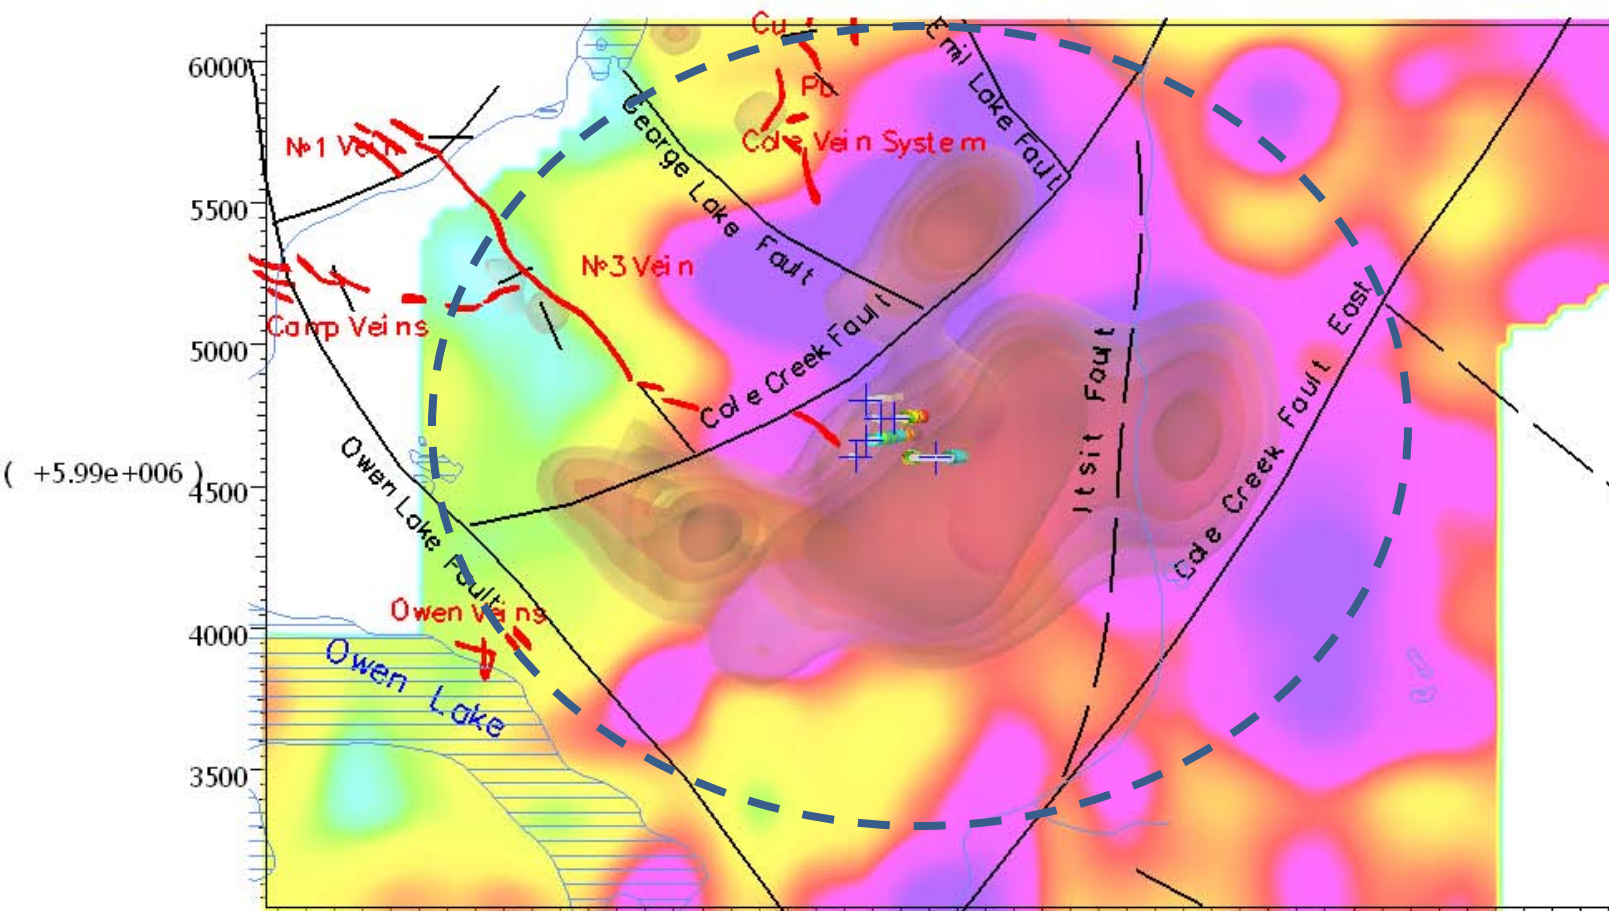 Cu
6000
Emil Lake Fault
Pb
George Lake Fault
Cole Vein System
№1 Vein
5500
№3 Vein
Camp Veins
5000
Cole Creek Fault
Itsit Fault
Cole Creek Fault East
( +5.99e+006 )
4500
Owen Lake Fault
Owen Veins
4000
Owen Lake
3500